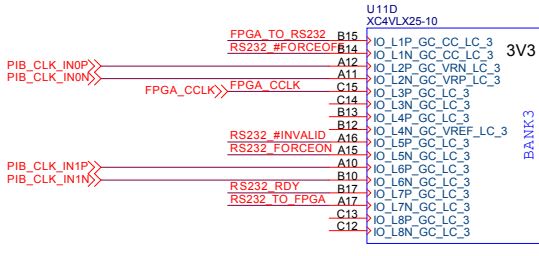 U11D
XC4VLX25-10
FPGA_TO_RS232 B15 IO_L1P_GC_CC_LC_3 3V3
RS232_#FORCEOFF B14 IO_L1N_GC_CC_LC_3
PIB_CLK_IN0P A12 IO_L2P_GC_VRN_LC_3
PIB_CLK_IN0N A11 IO_L2N_GC_VRP_LC_3
FPGA_CCLK FPGA_CCLK C15 IO_L3P_GC_LC_3
C14 IO_L3N_GC_LC_3
B13 IO_L4P_GC_LC_3
B12 IO_L4N_GC_VREF_LC_3
RS232_#INVALID A16 IO_L5P_GC_LC_3
RS232_FORCEON A15 IO_L5N_GC_LC_3
PIB_CLK_IN1P A10 IO_L6P_GC_LC_3
PIB_CLK_IN1N B10 IO_L6N_GC_LC_3
RS232_RDY B17 IO_L7P_GC_LC_3
RS232_TO_FPGA A17 IO_L7N_GC_LC_3
C13 IO_L8P_GC_LC_3
C12 IO_L8N_GC_LC_3
BANK3